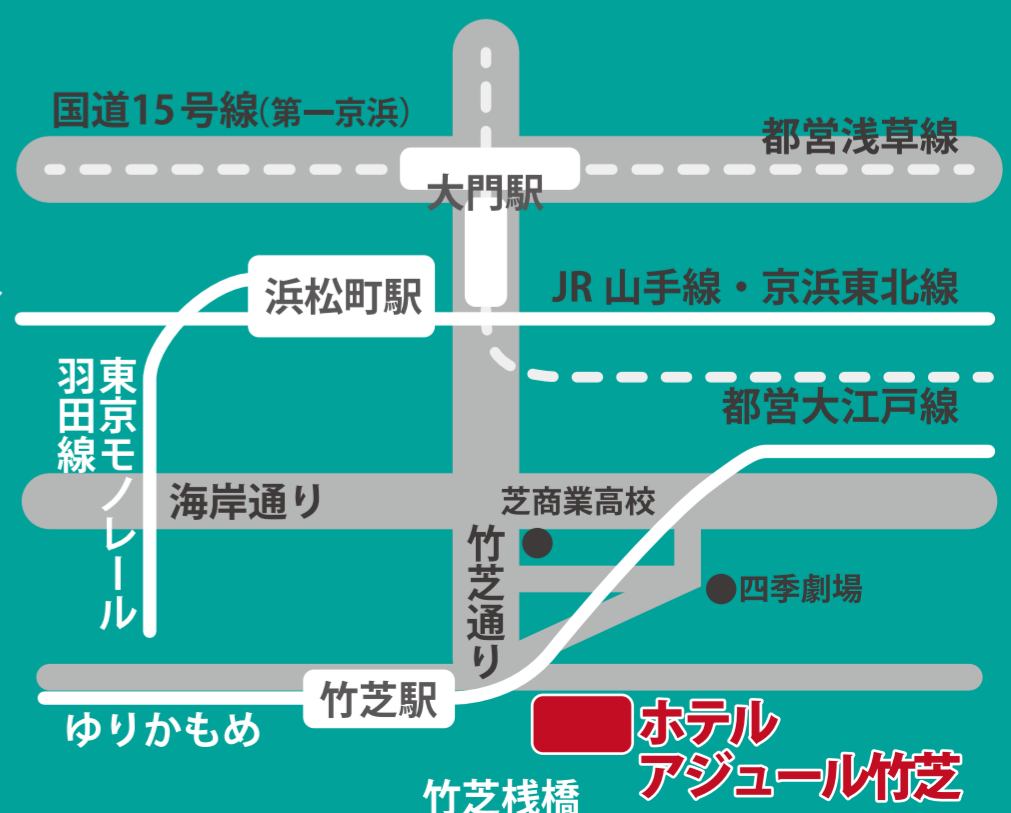 国道15号線(第一京浜)
都営浅草線
大門駅
浜松町駅
JR 山手線・京浜東北線
東京モノレール
羽田線
都営大江戸線
海岸通り
芝商業高校
竹芝通り
四季劇場
竹芝駅
ゆりかもめ
ホテル
アジュール竹芝
竹芝桟橋